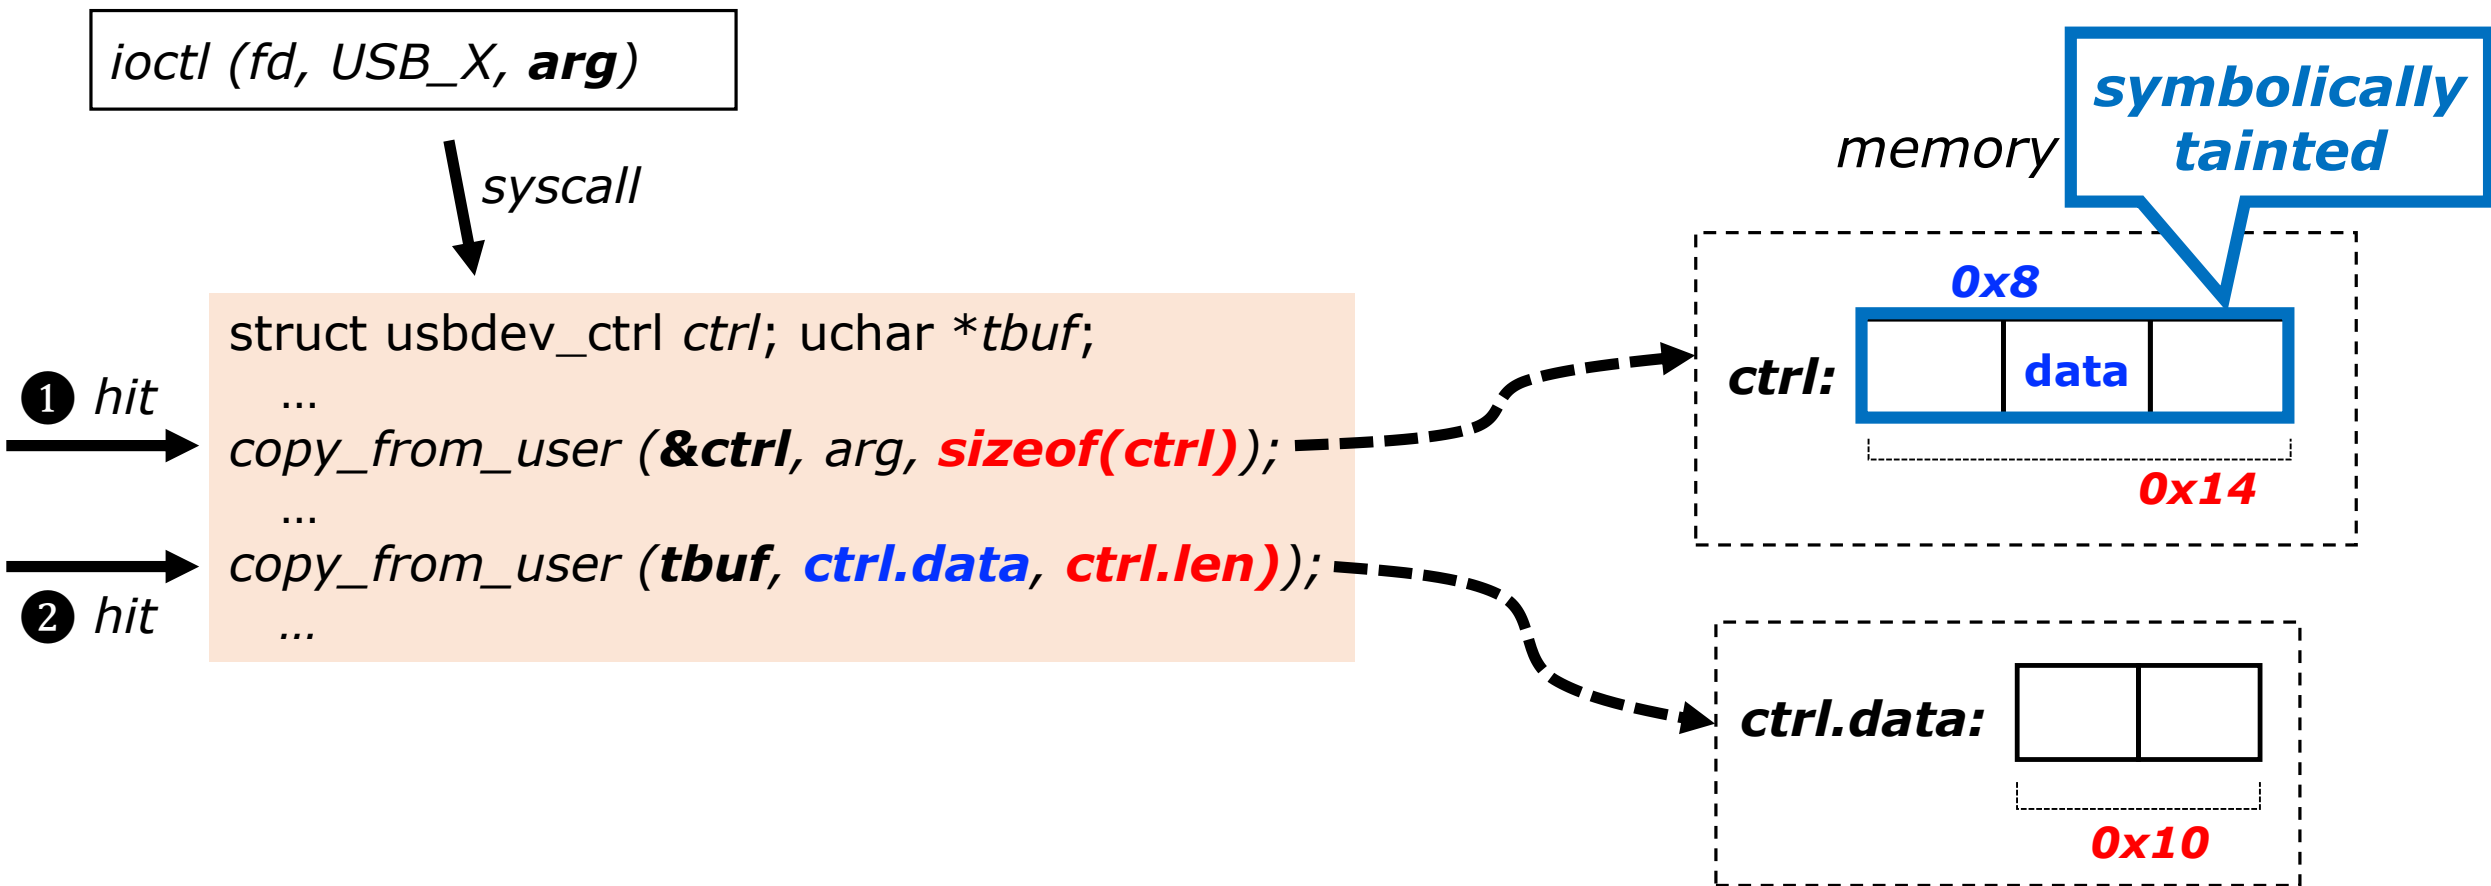 ioctl (fd, USB_X, arg)
syscall
struct usbdev_ctrl ctrl; uchar *tbuf;
...
❶ hit
copy_from_user (&ctrl, arg, sizeof(ctrl));
...
copy_from_user (tbuf, ctrl.data, ctrl.len));
❷ hit
...
memory
symbolically
tainted
0x8
ctrl:
data
0x14
ctrl.data:
0x10